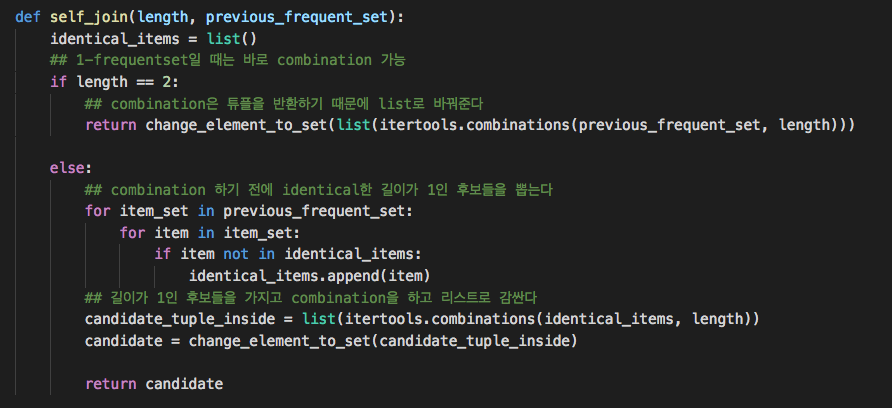 def self_join(length, previous_frequent_set):
    identical_items = list()
    ## 1-frequentset일 때는 바로 combination 가능
    if length == 2:
        ## combination은 튜플을 반환하기 때문에 list로 바꿔준다
        return change_element_to_set(list(itertools.combinations(previous_frequent_set, length)))
    else:
        ## combination 하기 전에 identical한 길이가 1인 후보들을 뽑는다
        for item_set in previous_frequent_set:
            for item in item_set:
                if item not in identical_items:
                    identical_items.append(item)
        ## 길이가 1인 후보들을 가지고 combination을 하고 리스트로 감싼다
        candidate_tuple_inside = list(itertools.combinations(identical_items, length))
        candidate = change_element_to_set(candidate_tuple_inside)
        return candidate